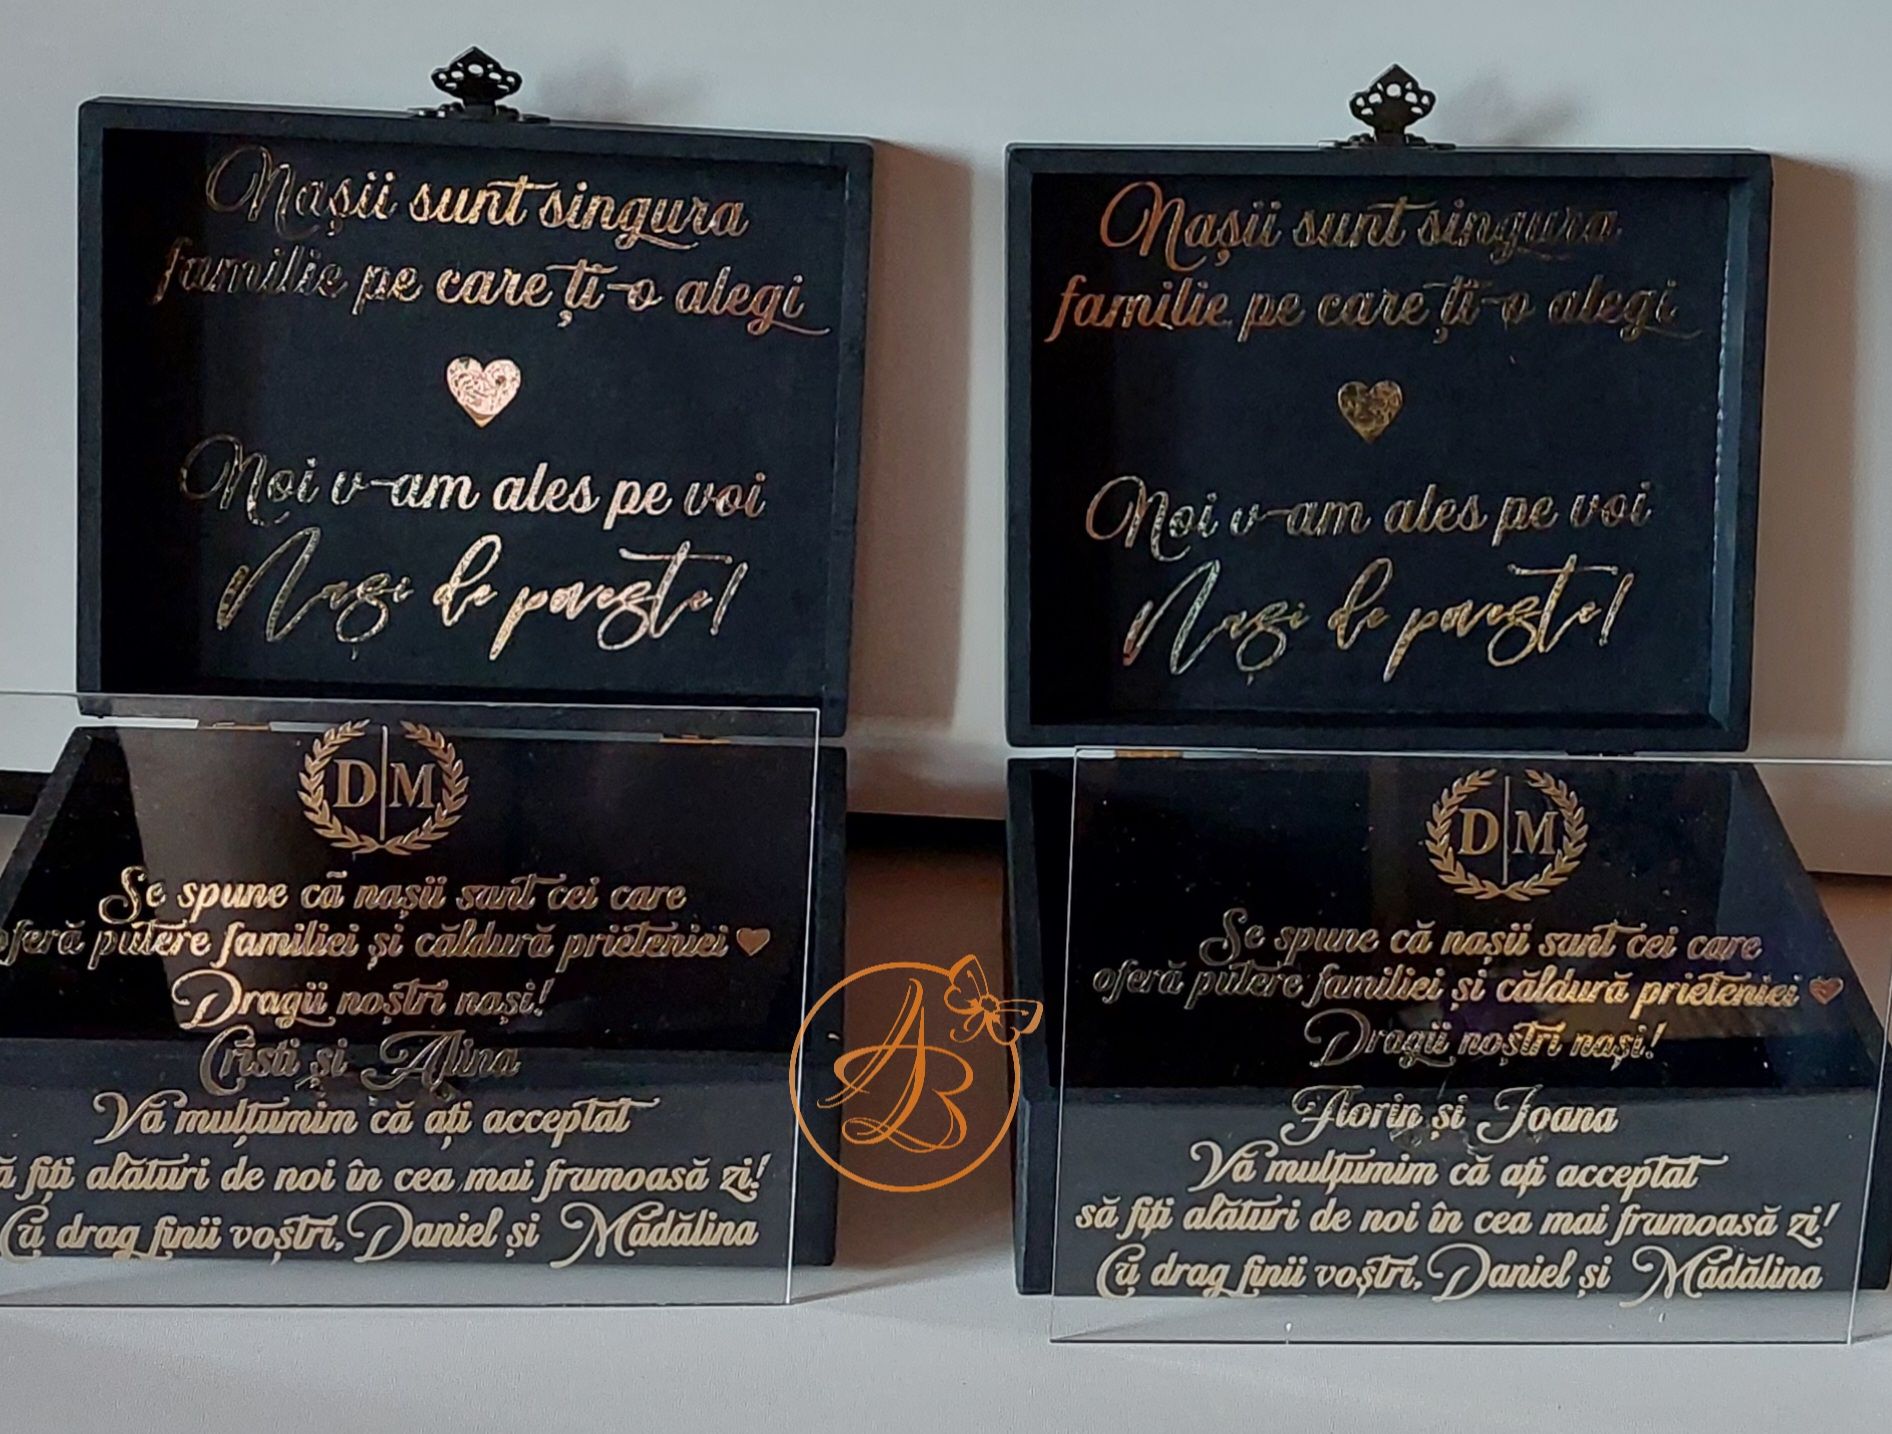 Nașii sunt singura
familie pe care ți-o alegi
Noi v-am ales pe voi
Nași de poveste!
D|M
Se spune că nașii sunt cei care
oferă putere familiei și căldură prieteniei
Dragii noștri nași!
Cristi și Alina
Vă mulțumim că ați acceptat
să fiți alături de noi în cea mai frumoasă zi!
Cu drag finii voștri, Daniel și Mădălina
Nașii sunt singura
familie pe care ți-o alegi
Noi v-am ales pe voi
Nași de poveste!
D|M
Se spune că nașii sunt cei care
oferă putere familiei și căldură prieteniei
Dragii noștri nași!
Florin și Ioana
Vă mulțumim că ați acceptat
să fiți alături de noi în cea mai frumoasă zi!
Cu drag finii voștri, Daniel și Mădălina
AB